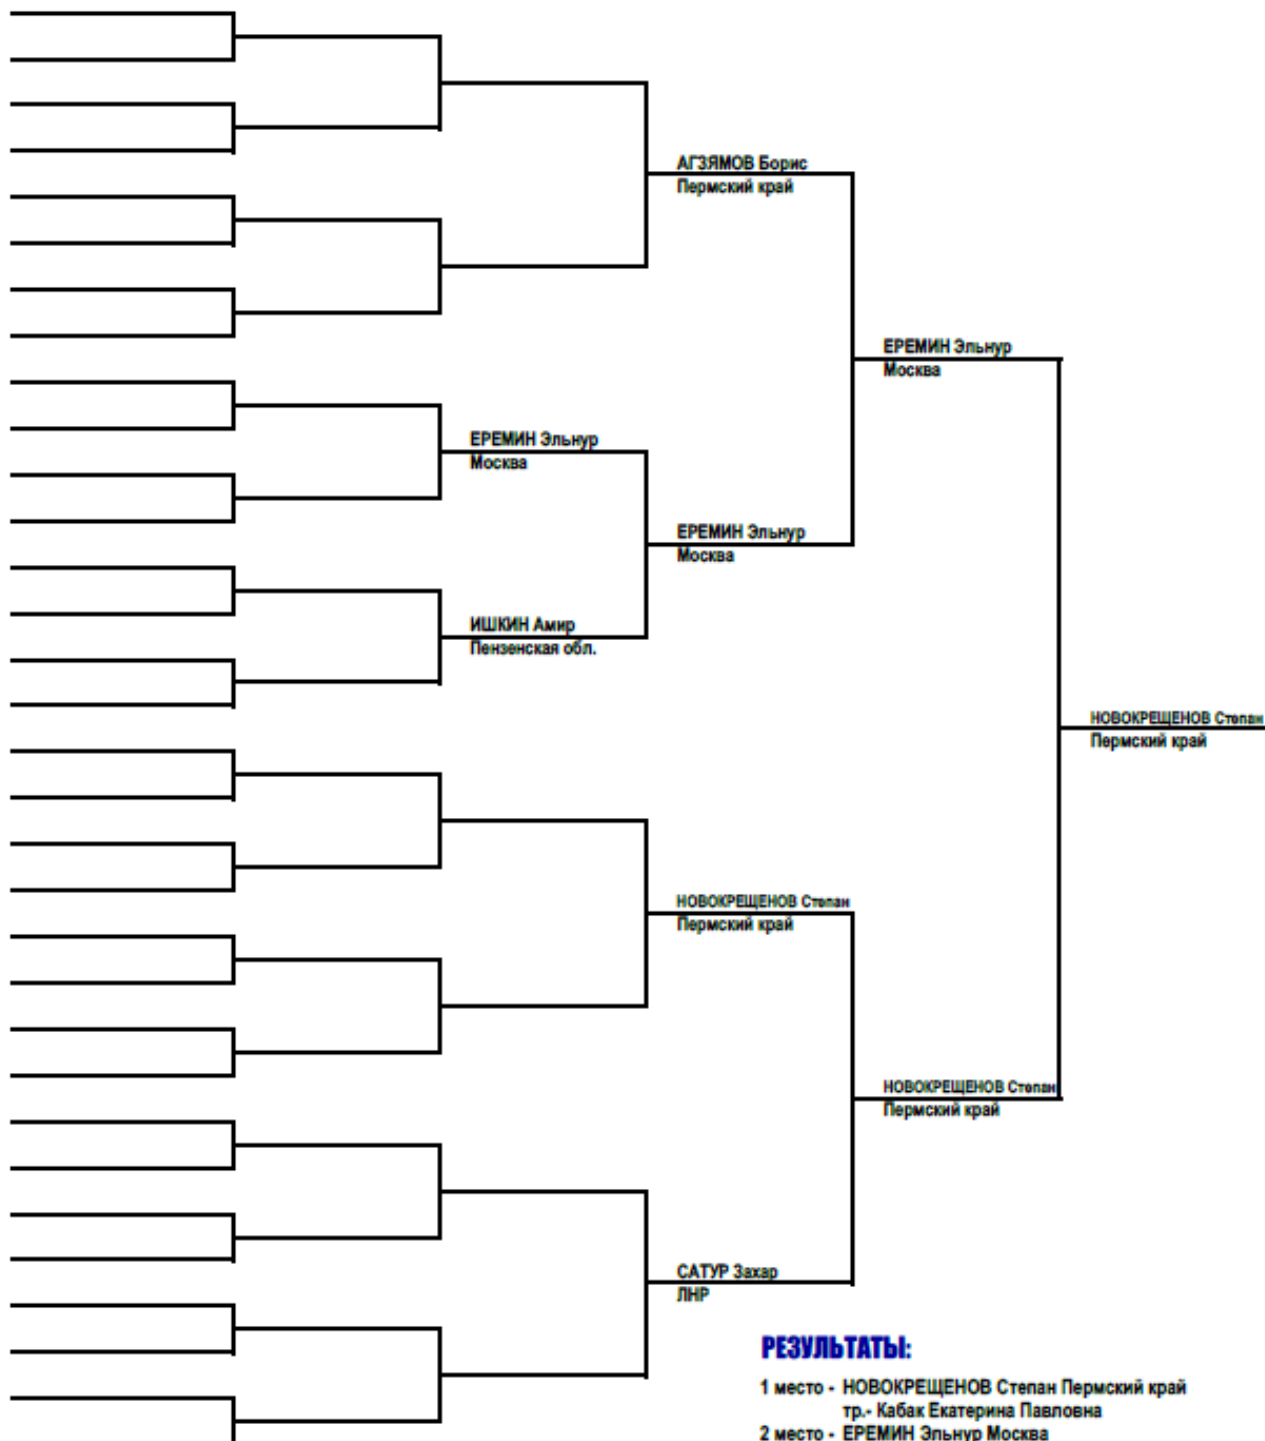 АГЗЯМОВ Борис
Пермский край
ЕРЕМИН Эльнур
Москва
ЕРЕМИН Эльнур
Москва
ЕРЕМИН Эльнур
Москва
ИШКИН Амир
Пензенская обл.
НОВОКРЕЩЕНОВ Степан
Пермский край
НОВОКРЕЩЕНОВ Степан
Пермский край
НОВОКРЕЩЕНОВ Степан
Пермский край
САТУР Захар
ЛНР
РЕЗУЛЬТАТЫ:
1 место - НОВОКРЕЩЕНОВ Степан Пермский край
тр.- Кабак Екатерина Павловна
2 место - ЕРЕМИН Эльнур Москва